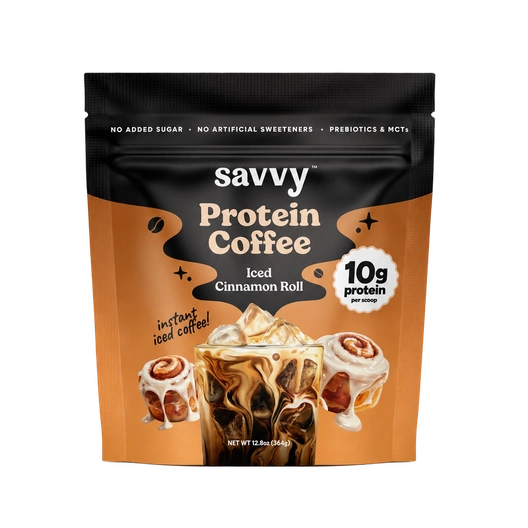 NO ADDED SUGAR • NO ARTIFICIAL SWEETENERS • PREBIOTICS & MCTs
savvy™
Protein
Coffee
Iced
Cinnamon Roll
10g
protein
per scoop
instant
iced coffee!
NET WT 12.8oz (364g)